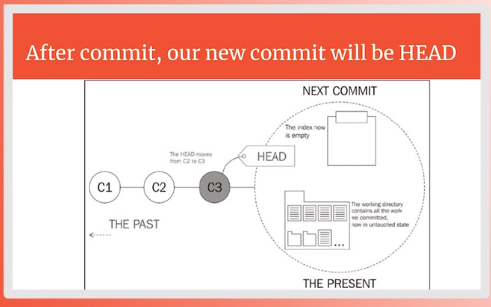 After commit, our new commit will be HEAD
NEXT COMMIT
The index now
is empty
The HEAD moves
from C2 to C3
HEAD
C1
C2
C3
The working directory
contains all the work
we committed,
now in untouched state
...
THE PAST
THE PRESENT